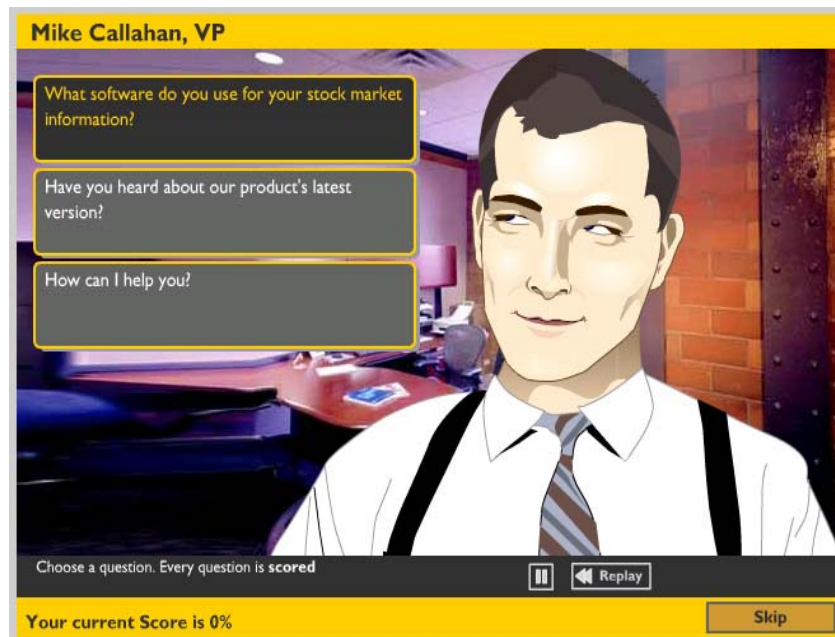 Mike Callahan, VP
What software do you use for your stock market
information?
Have you heard about our product's latest
version?
How can I help you?
Choose a question. Every question is scored
Replay
Your current Score is 0%
Skip